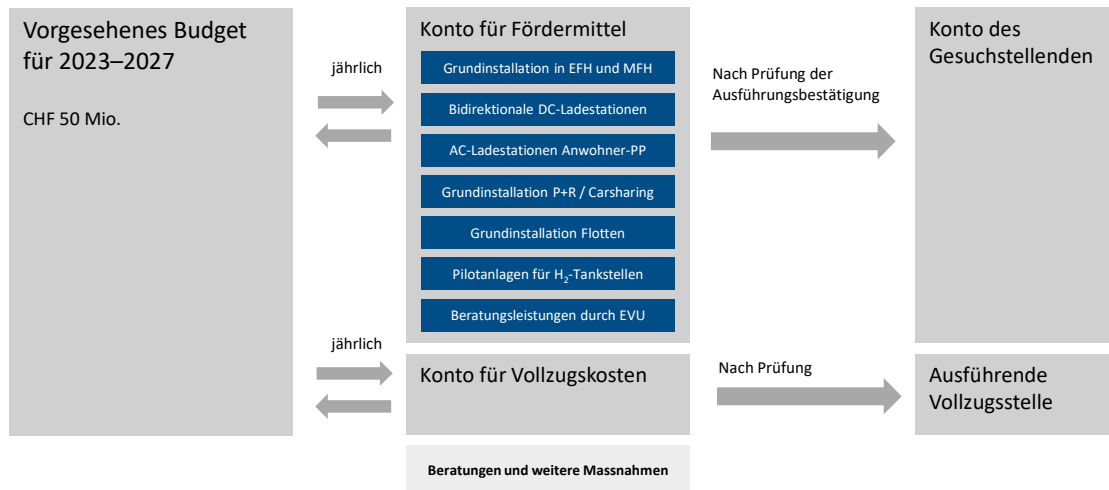 Vorgesehenes Budget
für 2023–2027
CHF 50 Mio.
jährlich
jährlich
Konto für Fördermittel
Grundinstallation in EFH und MFH
Bidirektionale DC-Ladestationen
AC-Ladestationen Anwohner-PP
Grundinstallation P+R / Carsharing
Grundinstallation Flotten
Pilotanlagen für H₂-Tankstellen
Beratungsleistungen durch EVU
Konto für Vollzugskosten
Beratungen und weitere Massnahmen
Nach Prüfung der
Ausführungsbestätigung
Nach Prüfung
Konto des
Gesuchstellenden
Ausführende
Vollzugsstelle